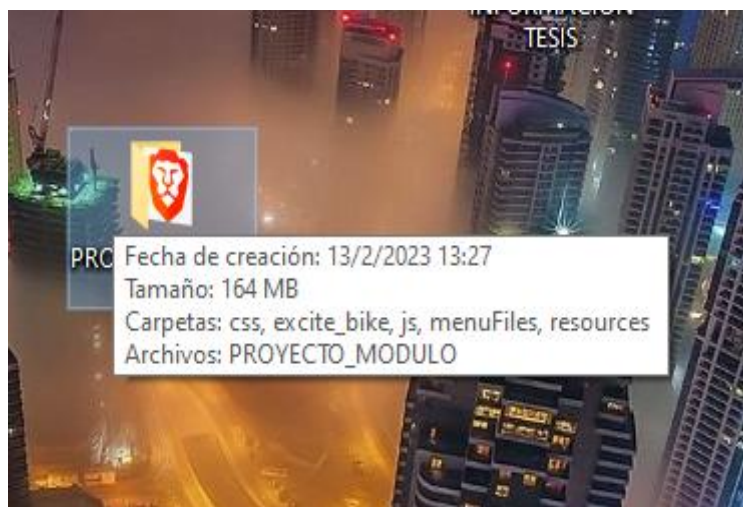 INFORMACION
TESIS
PRO
Fecha de creación: 13/2/2023 13:27
Tamaño: 164 MB
Carpetas: css, excite_bike, js, menuFiles, resources
Archivos: PROYECTO_MODULO